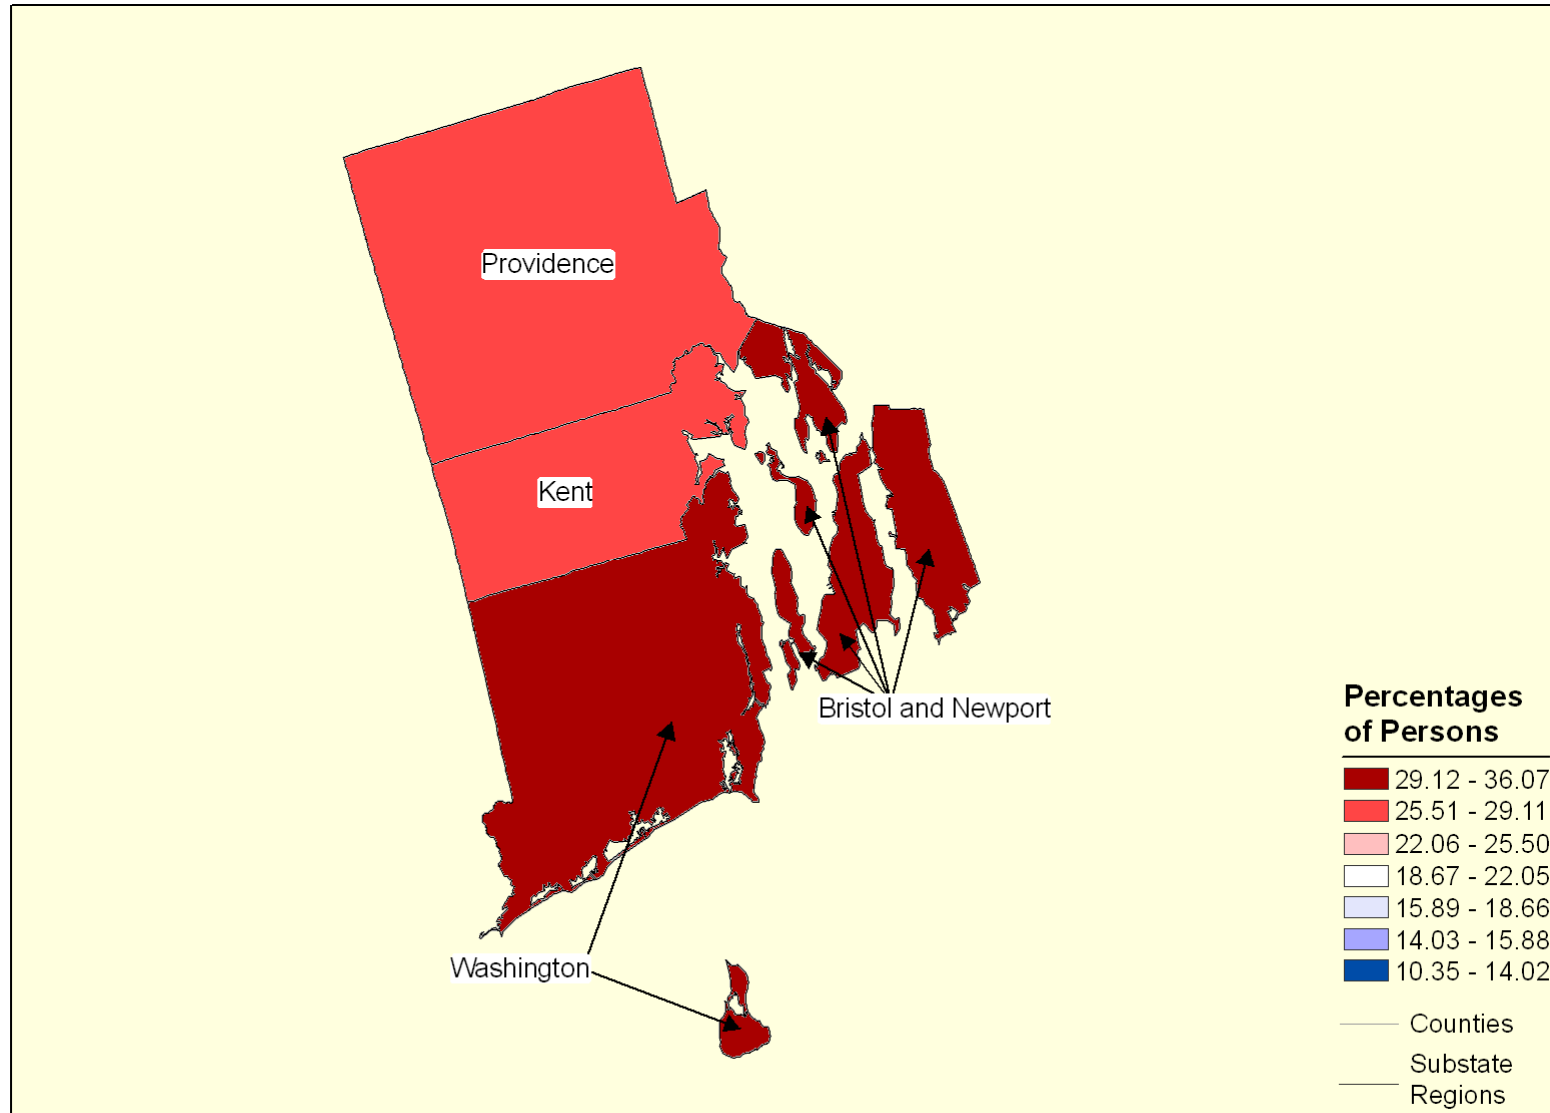 Providence
Kent
Bristol and Newport
Washington
Percentages
of Persons
29.12 - 36.07
25.51 - 29.11
22.06 - 25.50
18.67 - 22.05
15.89 - 18.66
14.03 - 15.88
10.35 - 14.02
Counties
Substate
Regions